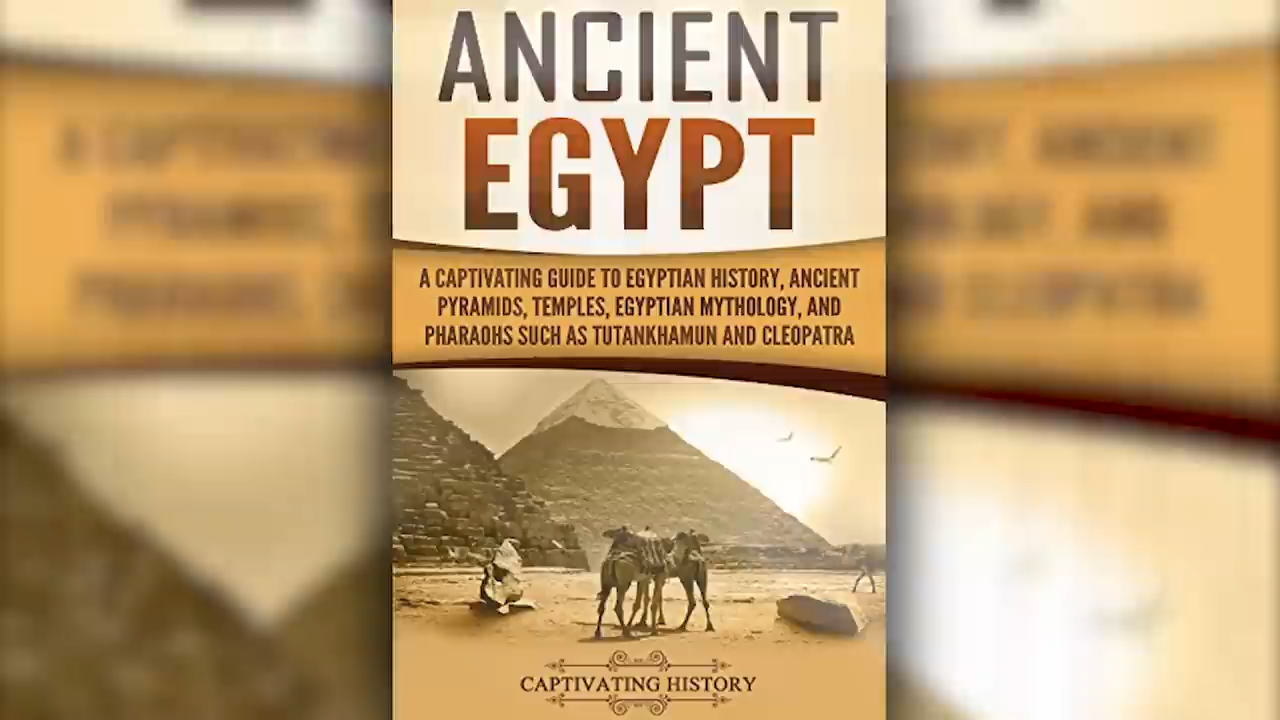 ANCIENT
EGYPT
A CAPTIVATING GUIDE TO EGYPTIAN HISTORY, ANCIENT
PYRAMIDS, TEMPLES, EGYPTIAN MYTHOLOGY, AND
PHARAOHS SUCH AS TUTANKHAMUN AND CLEOPATRA
CAPTIVATING HISTORY